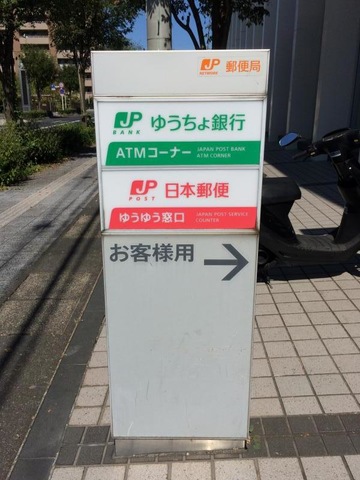 JP NETWORK 郵便局
JP BANK ゆうちょ銀行
ATMコーナー JAPAN POST BANK ATM CORNER
JP POST 日本郵便
ゆうゆう窓口 JAPAN POST SERVICE COUNTER
お客様用 →